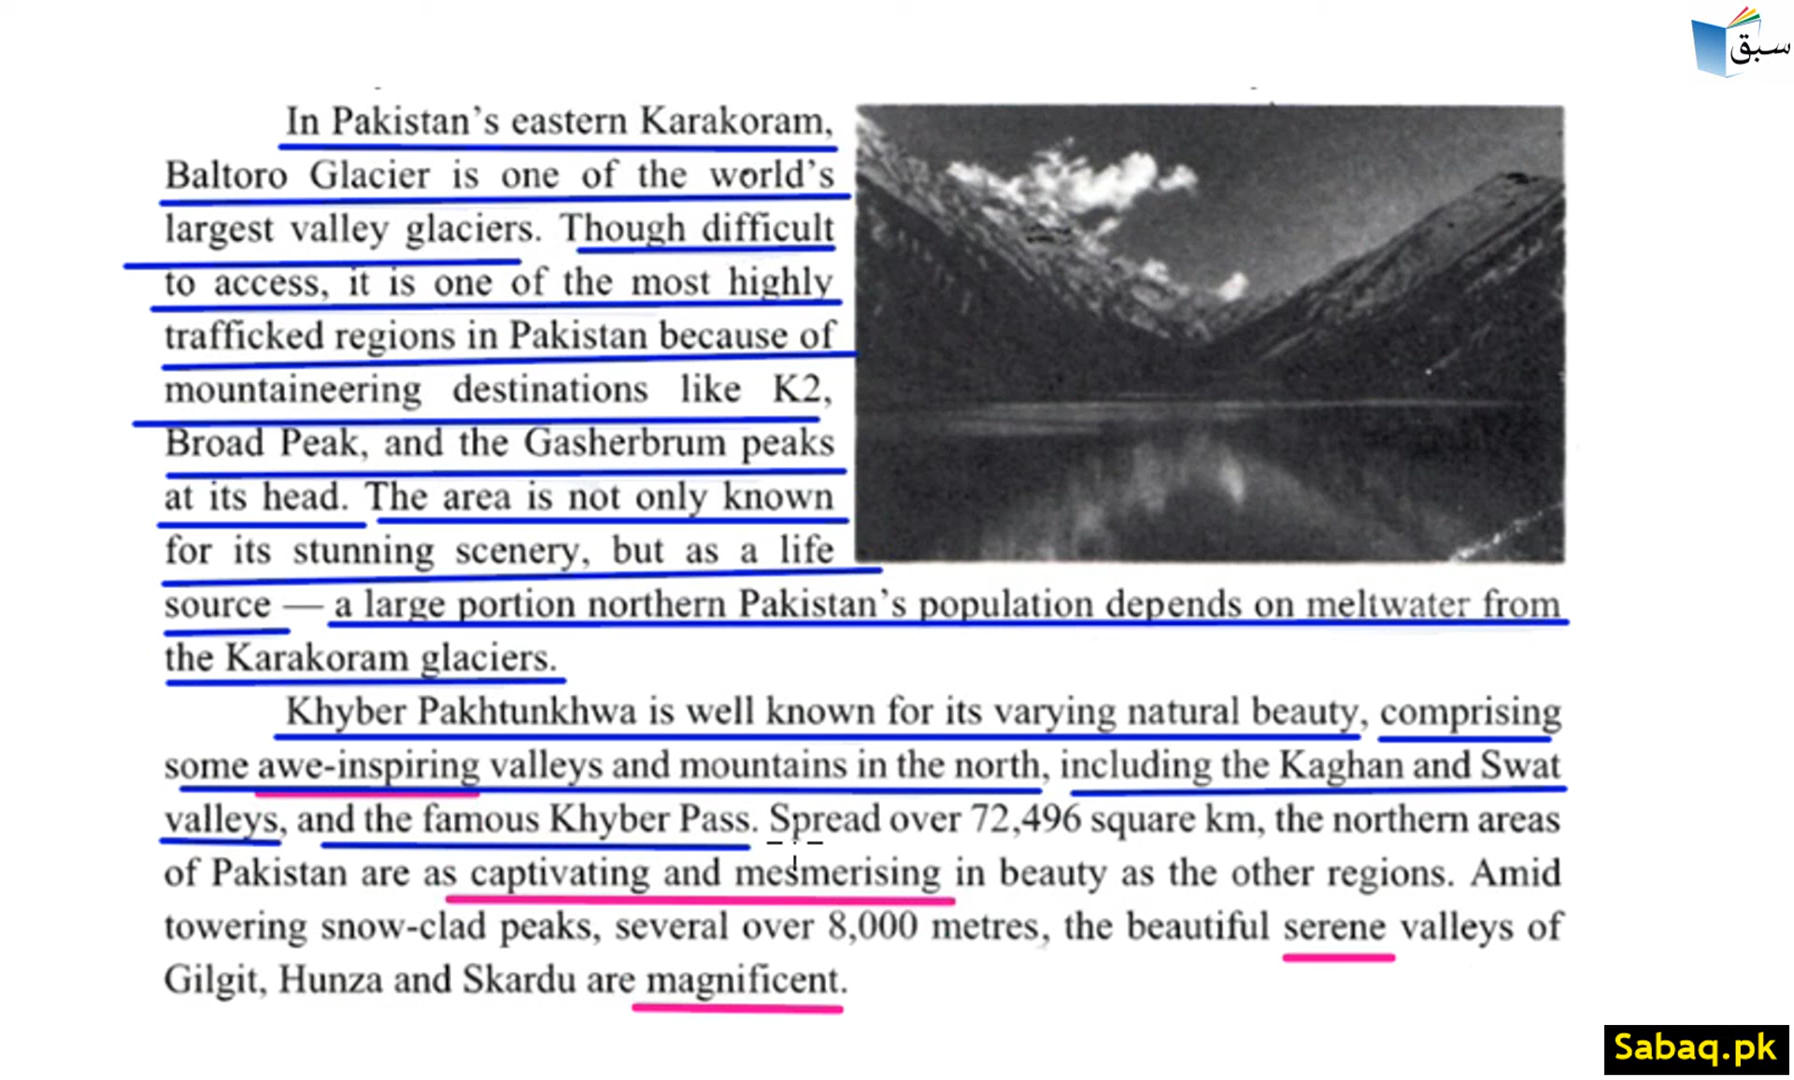 سبق
In Pakistan's eastern Karakoram,
Baltoro Glacier is one of the world's
largest valley glaciers. Though difficult
to access, it is one of the most highly
trafficked regions in Pakistan because of
mountaineering destinations like K2,
Broad Peak, and the Gasherbrum peaks
at its head. The area is not only known
for its stunning scenery, but as a life
source — a large portion northern Pakistan's population depends on meltwater from
the Karakoram glaciers.
Khyber Pakhtunkhwa is well known for its varying natural beauty, comprising
some awe-inspiring valleys and mountains in the north, including the Kaghan and Swat
valleys, and the famous Khyber Pass. Spread over 72,496 square km, the northern areas
of Pakistan are as captivating and mesmerising in beauty as the other regions. Amid
towering snow-clad peaks, several over 8,000 metres, the beautiful serene valleys of
Gilgit, Hunza and Skardu are magnificent.
Sabaq.pk